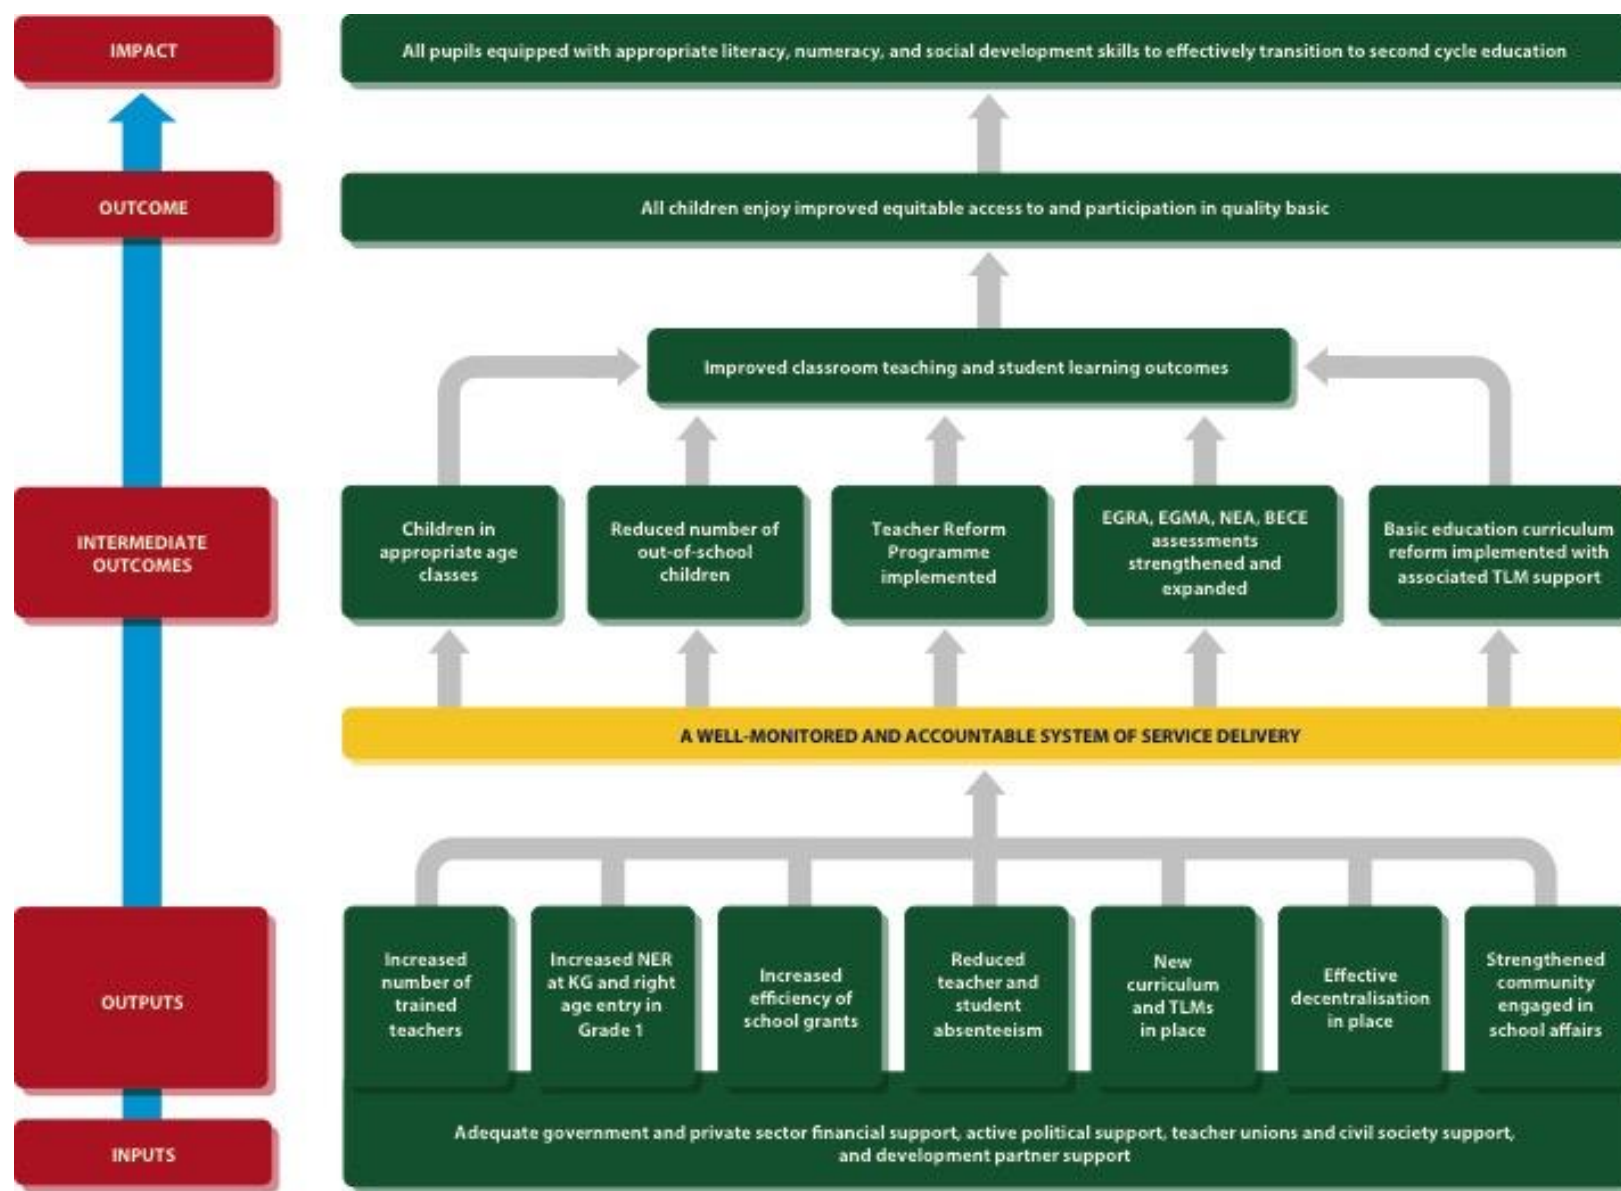 IMPACT
All pupils equipped with appropriate literacy, numeracy, and social development skills to effectively transition to second cycle education
OUTCOME
All children enjoy improved equitable access to and participation in quality basic
Improved classroom teaching and student learning outcomes
INTERMEDIATE
OUTCOMES
Children in
appropriate age
classes
Reduced number of
out-of-school
children
Teacher Reform
Programme
implemented
EGRA, EGMA, NEA, BECE
assessments
strengthened and
expanded
Basic education curriculum
reform implemented with
associated TLM support
A WELL-MONITORED AND ACCOUNTABLE SYSTEM OF SERVICE DELIVERY
OUTPUTS
Increased
number of
trained
teachers
Increased NER
at KG and right
age entry in
Grade 1
Increased
efficiency of
school grants
Reduced
teacher and
student
absenteeism
New
curriculum
and TLMs
in place
Effective
decentralisation
in place
Strengthened
community
engaged in
school affairs
INPUTS
Adequate government and private sector financial support, active political support, teacher unions and civil society support,
and development partner support